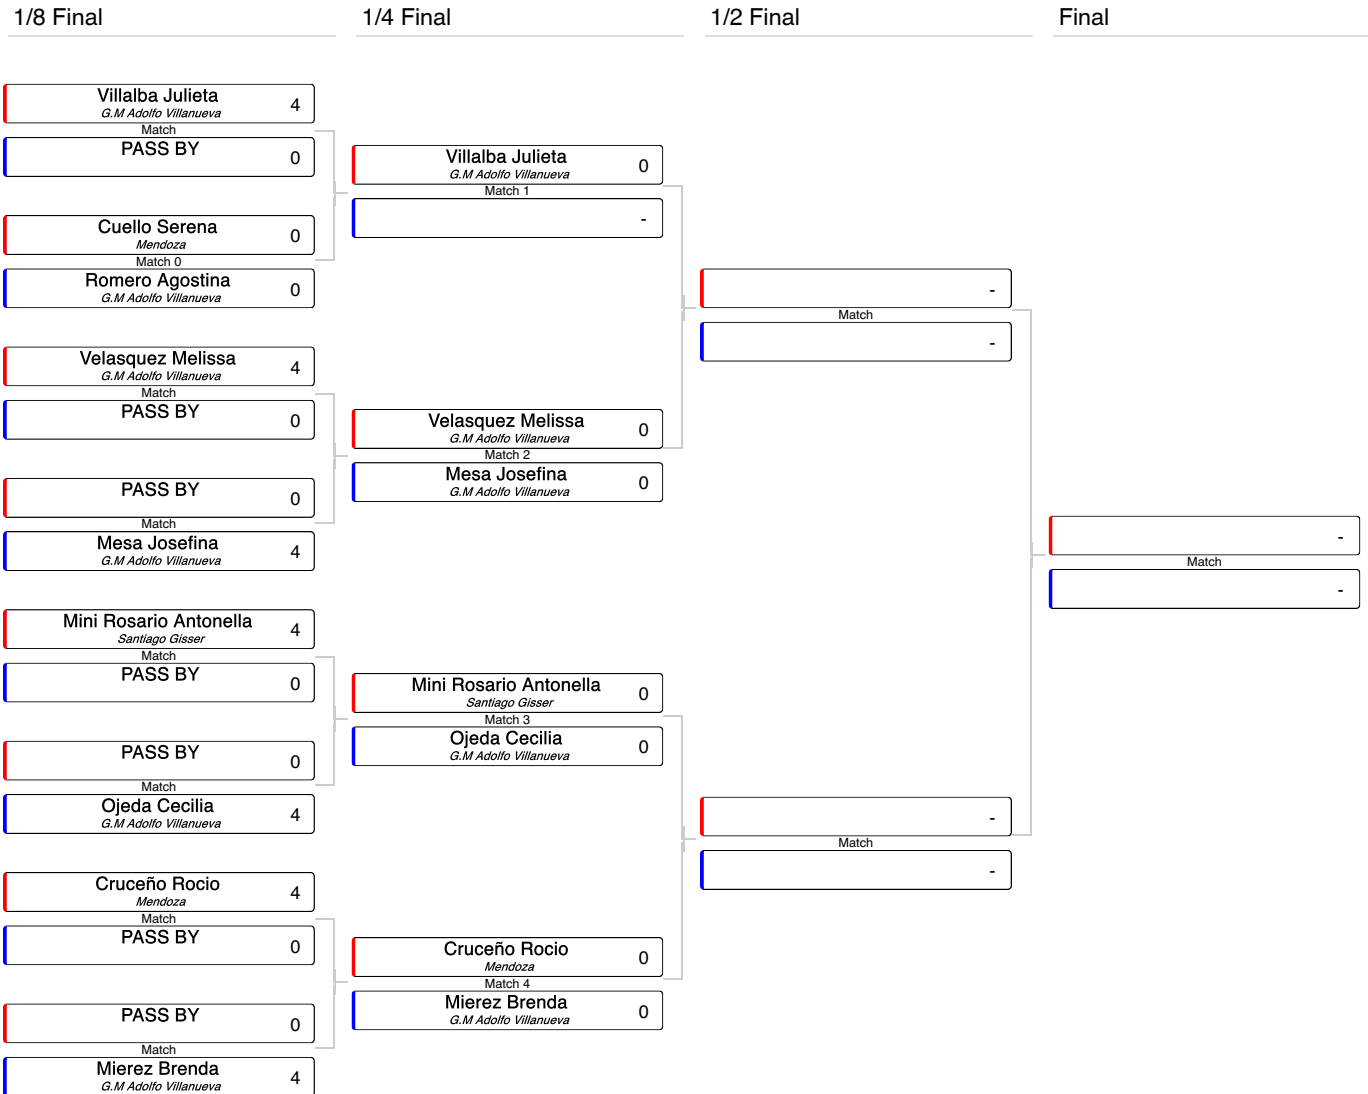 1/8 Final
1/4 Final
1/2 Final
Final
Villalba Julieta
G.M Adolfo Villanueva
4
Match
PASS BY
0
Cuello Serena
Mendoza
0
Match 0
Romero Agostina
G.M Adolfo Villanueva
0
Velasquez Melissa
G.M Adolfo Villanueva
4
Match
PASS BY
0
PASS BY
0
Match
Mesa Josefina
G.M Adolfo Villanueva
4
Mini Rosario Antonella
Santiago Gisser
4
Match
PASS BY
0
PASS BY
0
Match
Ojeda Cecilia
G.M Adolfo Villanueva
4
Cruceño Rocio
Mendoza
4
Match
PASS BY
0
PASS BY
0
Match
Mierez Brenda
G.M Adolfo Villanueva
4
Villalba Julieta
G.M Adolfo Villanueva
0
Match 1
-
Velasquez Melissa
G.M Adolfo Villanueva
0
Match 2
Mesa Josefina
G.M Adolfo Villanueva
0
Mini Rosario Antonella
Santiago Gisser
0
Match 3
Ojeda Cecilia
G.M Adolfo Villanueva
0
Cruceño Rocio
Mendoza
0
Match 4
Mierez Brenda
G.M Adolfo Villanueva
0
-
Match
-
-
Match
-
-
Match
-